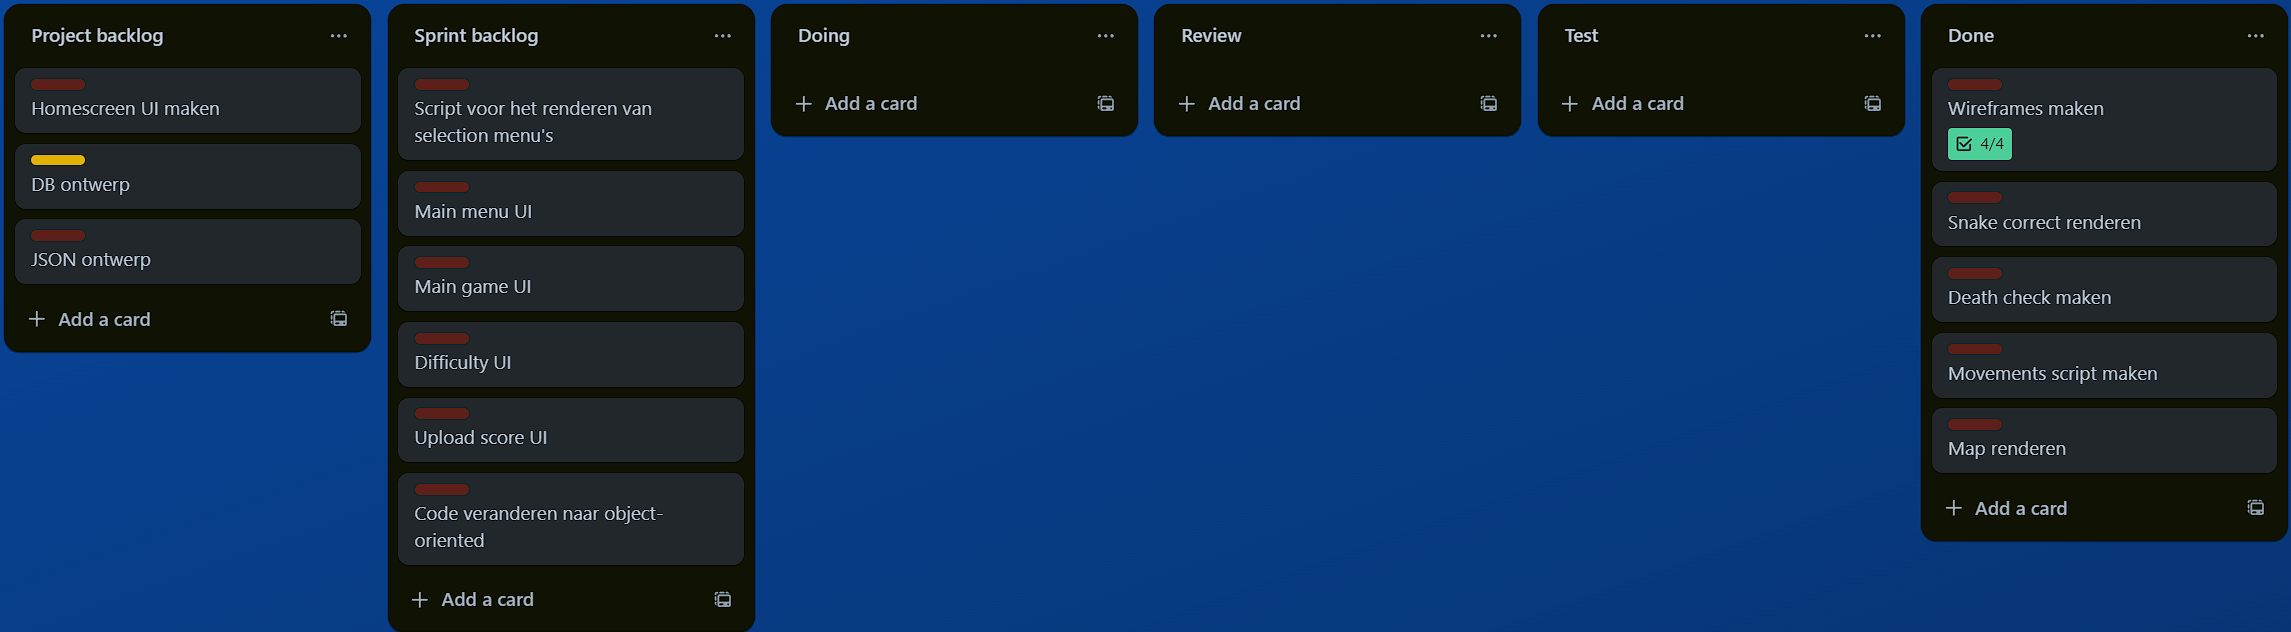 Project backlog
Homescreen UI maken
DB ontwerp
JSON ontwerp
Add a card
Sprint backlog
Script voor het renderen van
selection menu's
Main menu UI
Main game UI
Difficulty UI
Upload score UI
Code veranderen naar object-
oriented
Add a card
Doing
Add a card
Review
Add a card
Test
Add a card
Done
Wireframes maken
4/4
Snake correct renderen
Death check maken
Movements script maken
Map renderen
Add a card